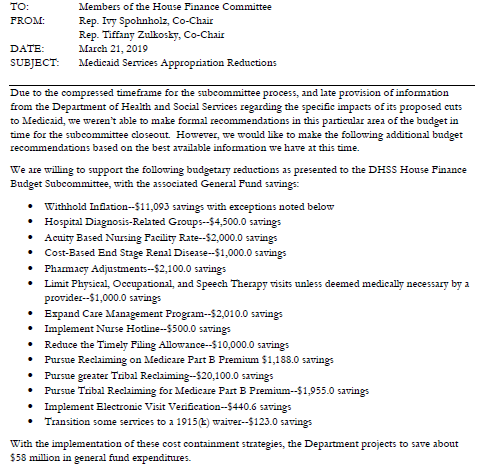 TO: Members of the House Finance Committee
FROM: Rep. Ivy Spohnholz, Co-Chair
Rep. Tiffany Zulkosky, Co-Chair
DATE: March 21, 2019
SUBJECT: Medicaid Services Appropriation Reductions
Due to the compressed timeframe for the subcommittee process, and late provision of information
from the Department of Health and Social Services regarding the specific impacts of its proposed cuts
to Medicaid, we weren't able to make formal recommendations in this particular area of the budget in
time for the subcommittee closeout. However, we would like to make the following additional budget
recommendations based on the best available information we have at this time.
We are willing to support the following budgetary reductions as presented to the DHSS House Finance
Budget Subcommittee, with the associated General Fund savings:
• Withhold Inflation--$11,093 savings with exceptions noted below
• Hospital Diagnosis-Related Groups--$4,500.0 savings
• Acuity Based Nursing Facility Rate--$2,000.0 savings
• Cost-Based End Stage Renal Disease--$1,000.0 savings
• Pharmacy Adjustments--$2,100.0 savings
• Limit Physical, Occupational, and Speech Therapy visits unless deemed medically necessary by a
provider--$1,000.0 savings
• Expand Care Management Program--$2,010.0 savings
• Implement Nurse Hotline--$500.0 savings
• Reduce the Timely Filing Allowance--$10,000.0 savings
• Pursue Reclaiming on Medicare Part B Premium $1,188.0 savings
• Pursue greater Tribal Reclaiming--$20,100.0 savings
• Pursue Tribal Reclaiming for Medicare Part B Premium--$1,955.0 savings
• Implement Electronic Visit Verification--$440.6 savings
• Transition some services to a 1915(k) waiver--$123.0 savings
With the implementation of these cost containment strategies, the Department projects to save about
$58 million in general fund expenditures.